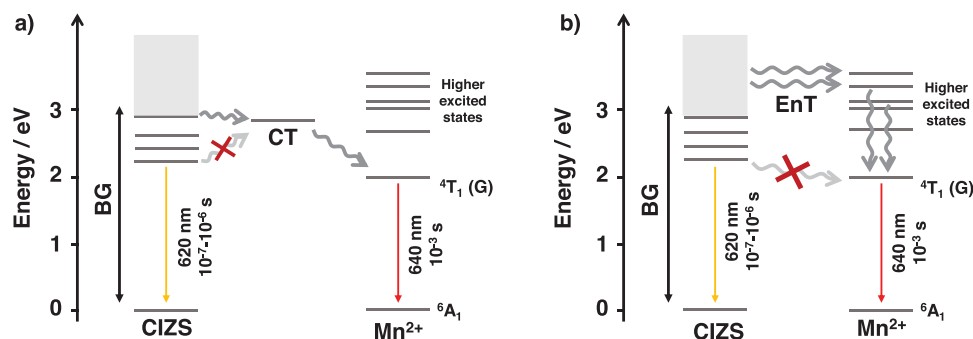 a)
Energy / eV
3
2
1
0
BG
620 nm
10⁻⁷-10⁻⁶ s
CIZS
CT
Higher
excited
states
⁴T₁ (G)
640 nm
10⁻³ s
⁶A₁
Mn²⁺
b)
Energy / eV
3
2
1
0
BG
620 nm
10⁻⁷-10⁻⁶ s
CIZS
EnT
Higher
excited
states
⁴T₁ (G)
640 nm
10⁻³ s
⁶A₁
Mn²⁺